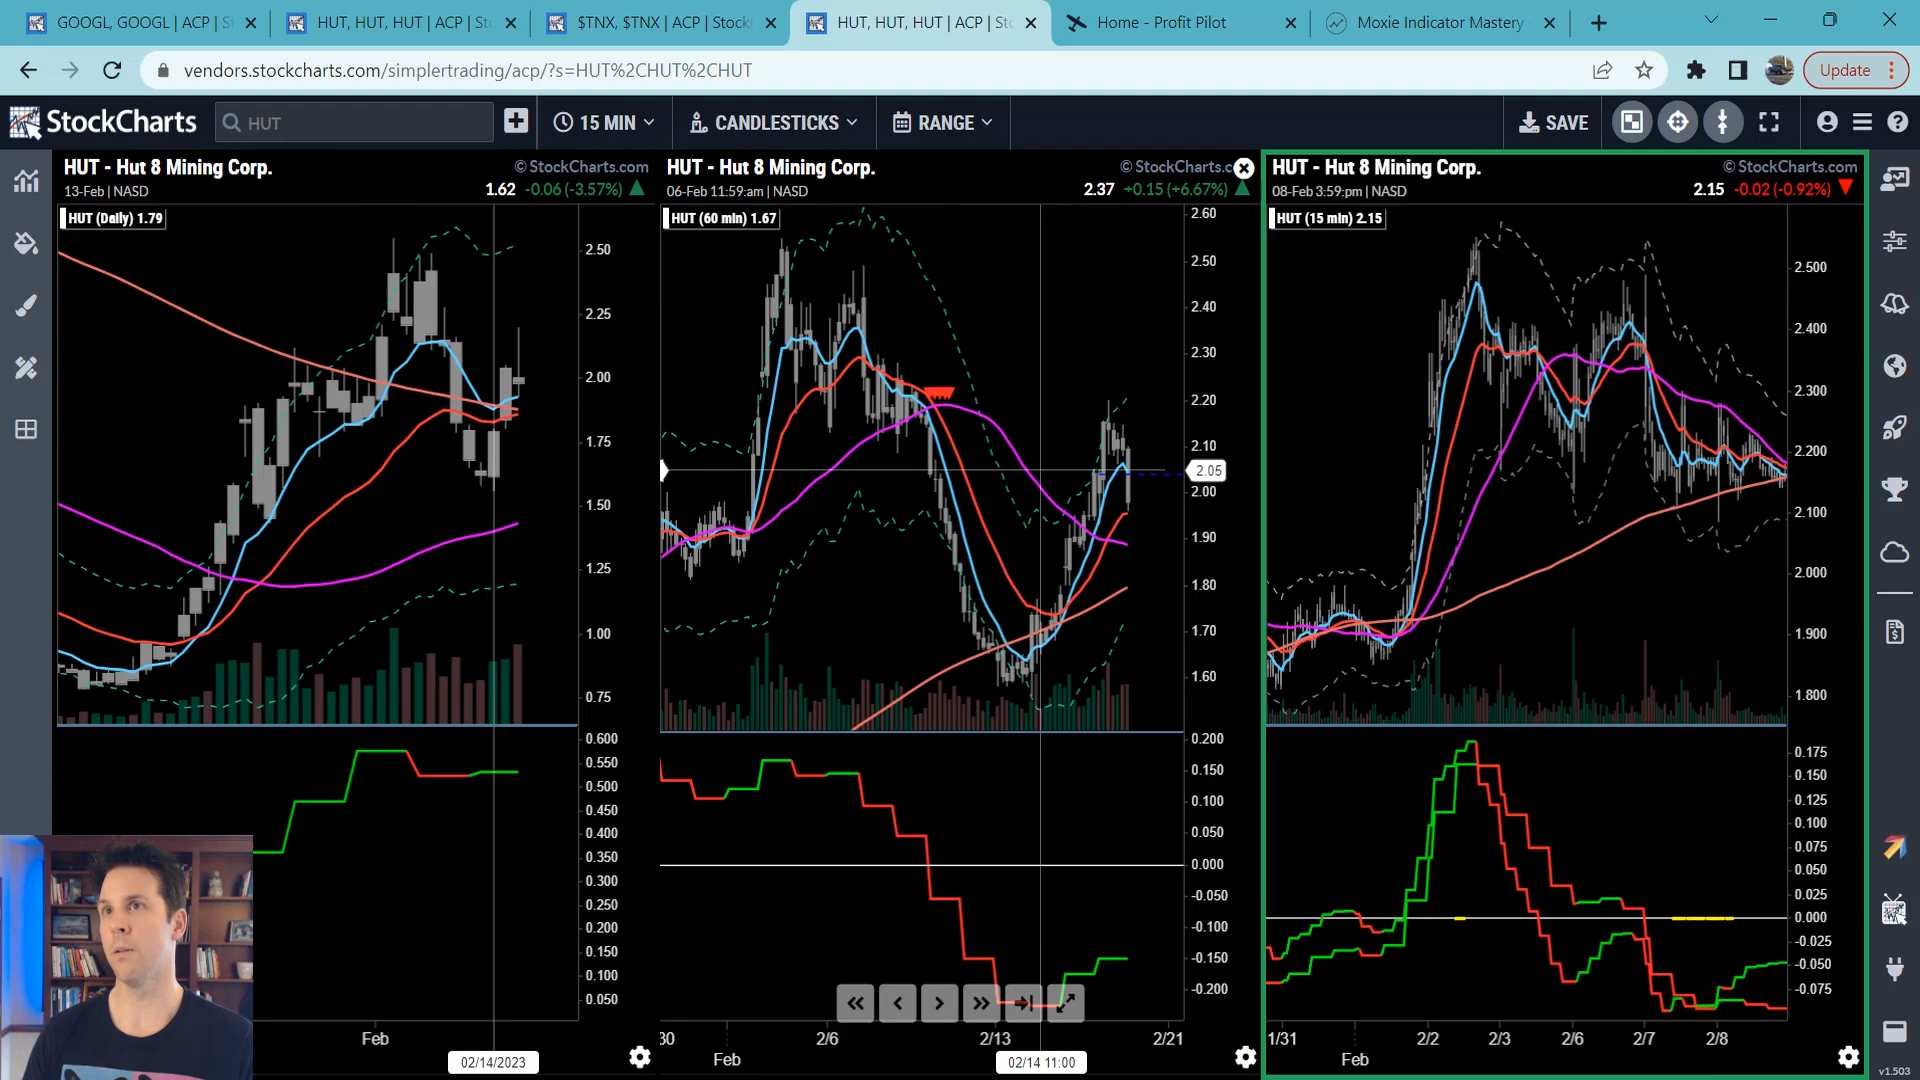 GOOGL, GOOGL | ACP | S
HUT, HUT, HUT | ACP | Sto
$TNX, $TNX | ACP | Stock
HUT, HUT, HUT | ACP | Sto
Home - Profit Pilot
Moxie Indicator Mastery
vendors.stockcharts.com/simplertrading/acp/?s=HUT%2CHUT%2CHUT
Update
StockCharts
HUT
15 MIN
CANDLESTICKS
RANGE
SAVE
HUT - Hut 8 Mining Corp.
© StockCharts.com
13-Feb | NASD
1.62 -0.06 (-3.57%)
HUT (Daily) 1.79
2.50
2.25
2.00
1.75
1.50
1.25
1.00
0.75
0.600
0.550
0.500
0.450
0.400
0.350
0.300
0.250
0.200
0.150
0.100
0.050
Feb
02/14/2023
HUT - Hut 8 Mining Corp.
© StockCharts.c
06-Feb 11:59am | NASD
2.37 +0.15 (+6.67%)
HUT (60 min) 1.67
2.60
2.50
2.40
2.30
2.20
2.10
2.05
2.00
1.90
1.80
1.70
1.60
0.200
0.150
0.100
0.050
0.000
-0.050
-0.100
-0.150
-0.200
30
2/6
2/13
2/21
Feb
02/14 11:00
HUT - Hut 8 Mining Corp.
© StockCharts.com
08-Feb 3:59pm | NASD
2.15 -0.02 (-0.92%)
HUT (15 min) 2.15
2.500
2.400
2.300
2.200
2.100
2.000
1.900
1.800
0.175
0.150
0.125
0.100
0.075
0.050
0.025
0.000
-0.025
-0.050
-0.075
1/31
2/2
2/3
2/6
2/7
2/8
Feb
v1.503